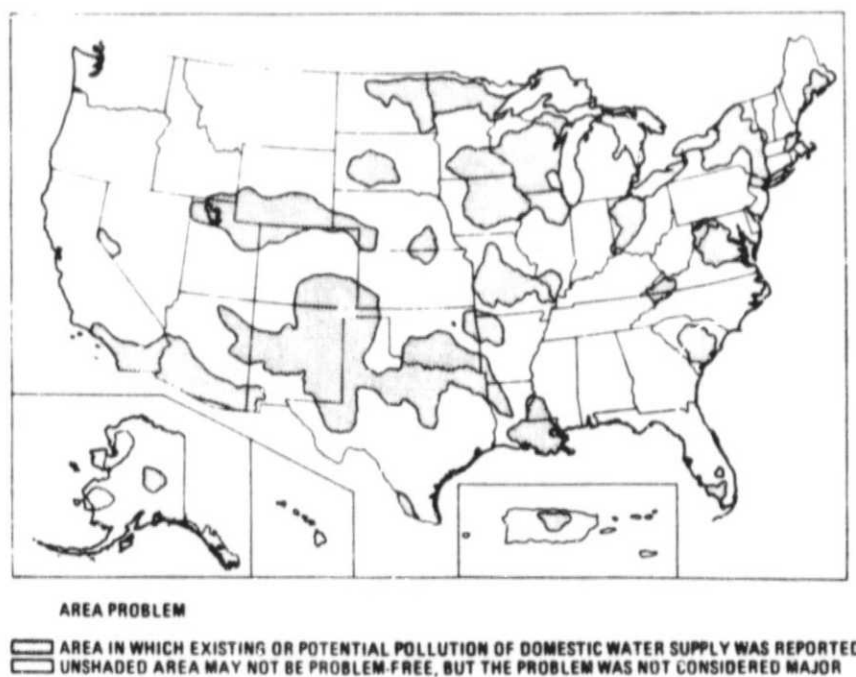 AREA PROBLEM
AREA IN WHICH EXISTING OR POTENTIAL POLLUTION OF DOMESTIC WATER SUPPLY WAS REPORTED
UNSHADED AREA MAY NOT BE PROBLEM-FREE, BUT THE PROBLEM WAS NOT CONSIDERED MAJOR